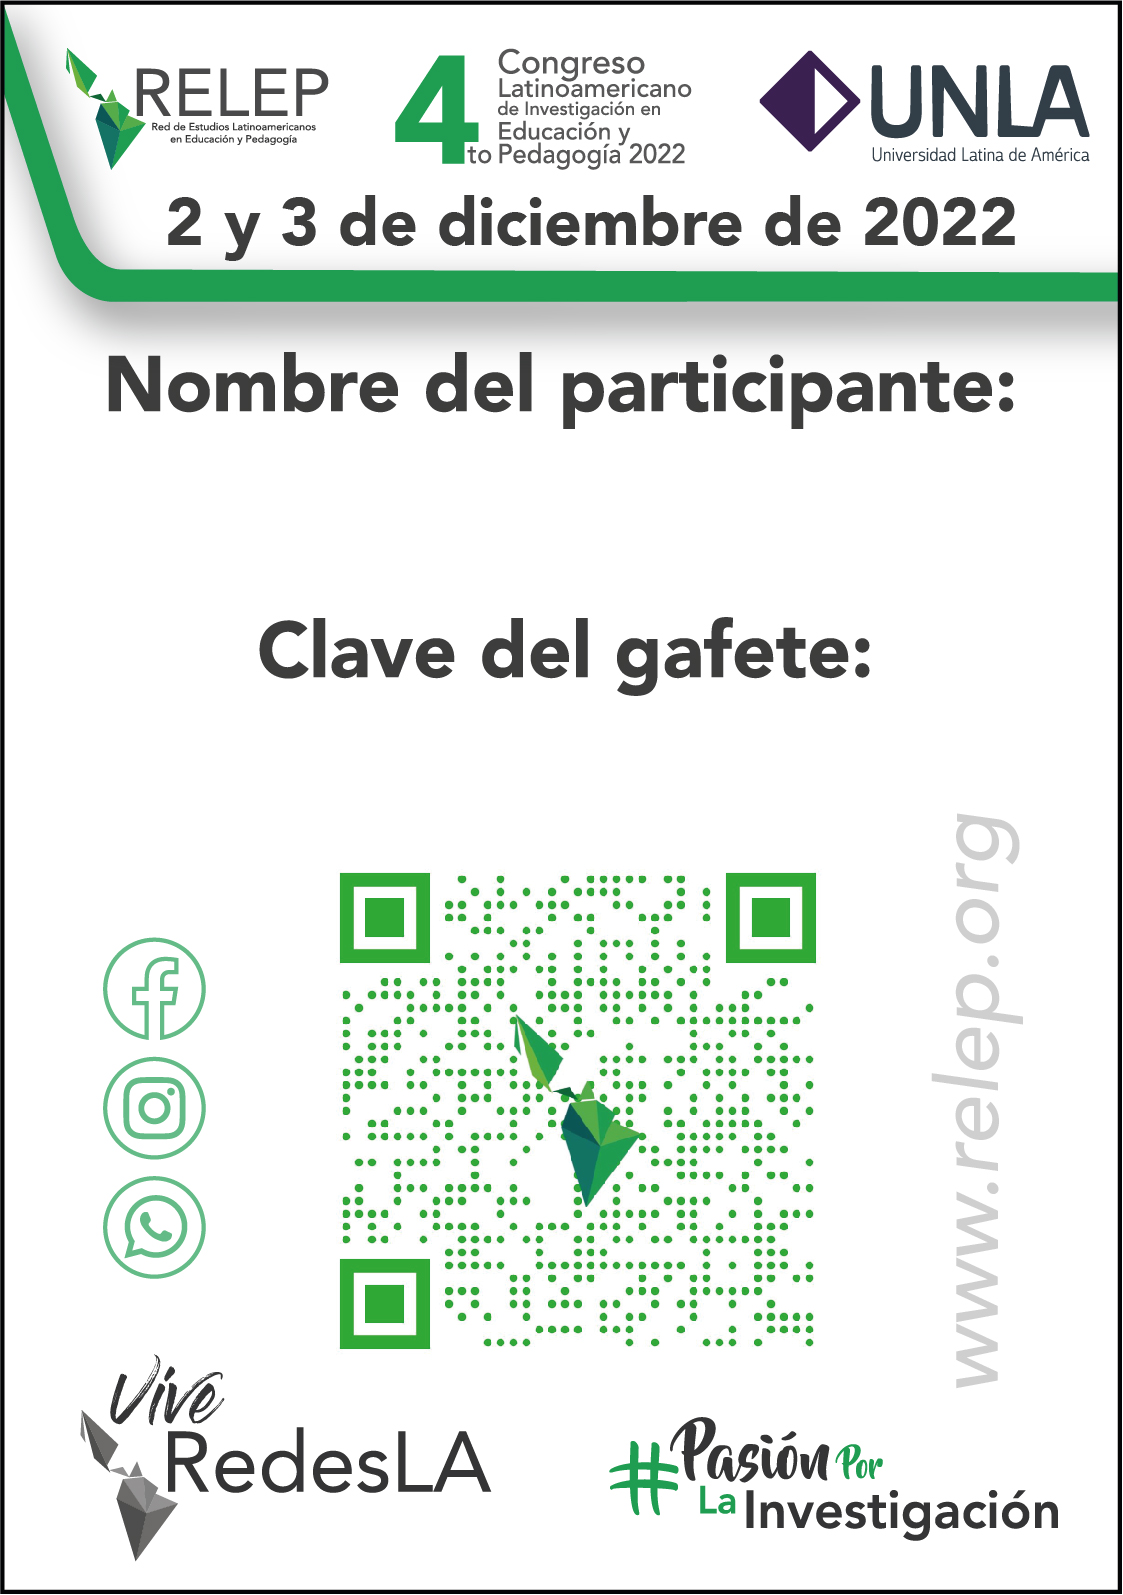 RELEP
Red de Estudios Latinoamericanos
en Educación y Pedagogía
4to
Congreso
Latinoamericano
de Investigación en
Educación y
Pedagogía 2022
UNLA
Universidad Latina de América
2 y 3 de diciembre de 2022
Nombre del participante:
Clave del gafete:
www.relep.org
Vive
RedesLA
#Pasión Por
La Investigación